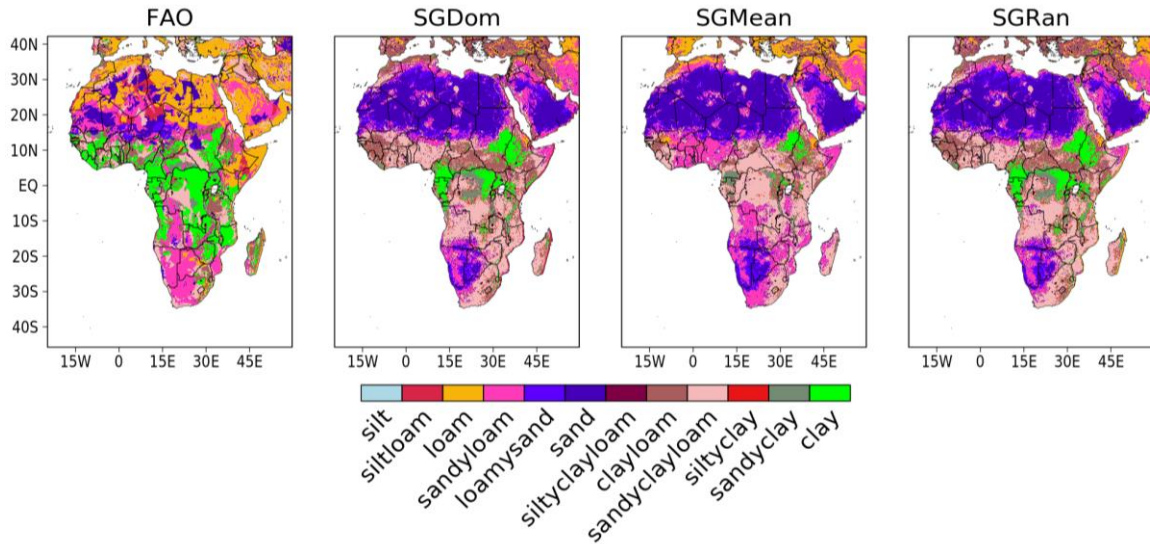 FAO SGDom SGMean SGRan
40N
30N
20N
10N
EQ
10S
20S
30S
40S
15W 0 15E 30E 45E 15W 0 15E 30E 45E 15W 0 15E 30E 45E 15W 0 15E 30E 45E
silt
siltloam
loam
sandyloam
loamysand
sand
siltyclayloam
clayloam
sandyclayloam
siltyclay
sandyclay
clay